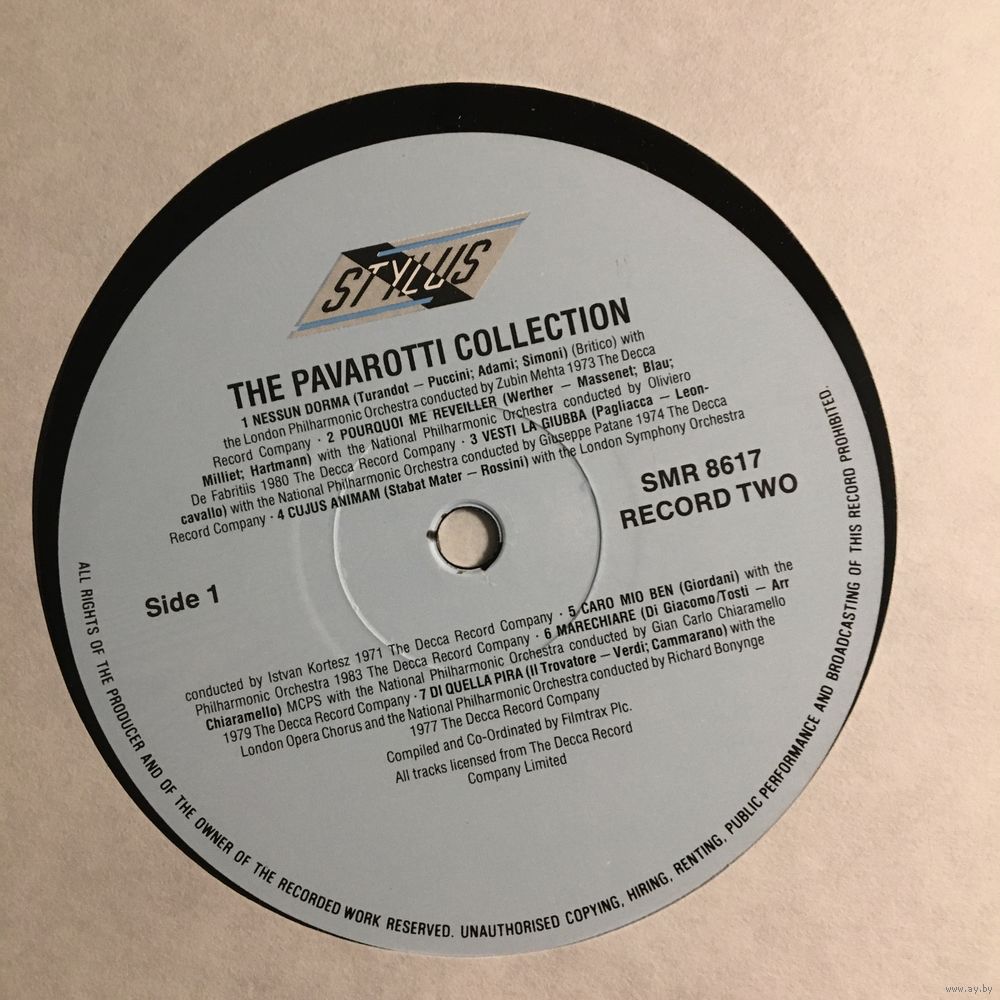 STYLUS
THE PAVAROTTI COLLECTION
1 NESSUN DORMA (Turandot – Puccini; Adami; Simoni) (Britico) with
the London Philharmonic Orchestra conducted by Zubin Mehta 1973 The Decca
Record Company · 2 POURQUOI ME REVEILLER (Werther – Massenet; Blau;
Milliet; Hartmann) with the National Philharmonic Orchestra conducted by Oliviero
De Fabritiis 1980 The Decca Record Company · 3 VESTI LA GIUBBA (Pagliacca – Leon-
cavallo) with the National Philharmonic Orchestra conducted by Giuseppe Patane 1974 The Decca
Record Company · 4 CUJUS ANIMAM (Stabat Mater – Rossini) with the London Symphony Orchestra
SMR 8617
RECORD TWO
Side 1
conducted by Istvan Kortesz 1971 The Decca Record Company · 5 CARO MIO BEN (Giordani) with the
Philharmonic Orchestra 1983 The Decca Record Company · 6 MARECHIARE (Di Giacomo/Tosti – Arr
Chiaramello) MCPS with the National Philharmonic Orchestra conducted by Gian Carlo Chiaramello
1979 The Decca Record Company · 7 DI QUELLA PIRA (Il Trovatore – Verdi; Cammarano) with the
London Opera Chorus and the National Philharmonic Orchestra conducted by Richard Bonynge
1977 The Decca Record Company
Compiled and Co-Ordinated by Filmtrax Plc.
All tracks licensed from The Decca Record
Company Limited
ALL RIGHTS OF THE PRODUCER AND OF THE OWNER OF THE RECORDED WORK RESERVED. UNAUTHORISED COPYING, HIRING, RENTING, PUBLIC PERFORMANCE AND BROADCASTING OF THIS RECORD PROHIBITED.
www.ay.by